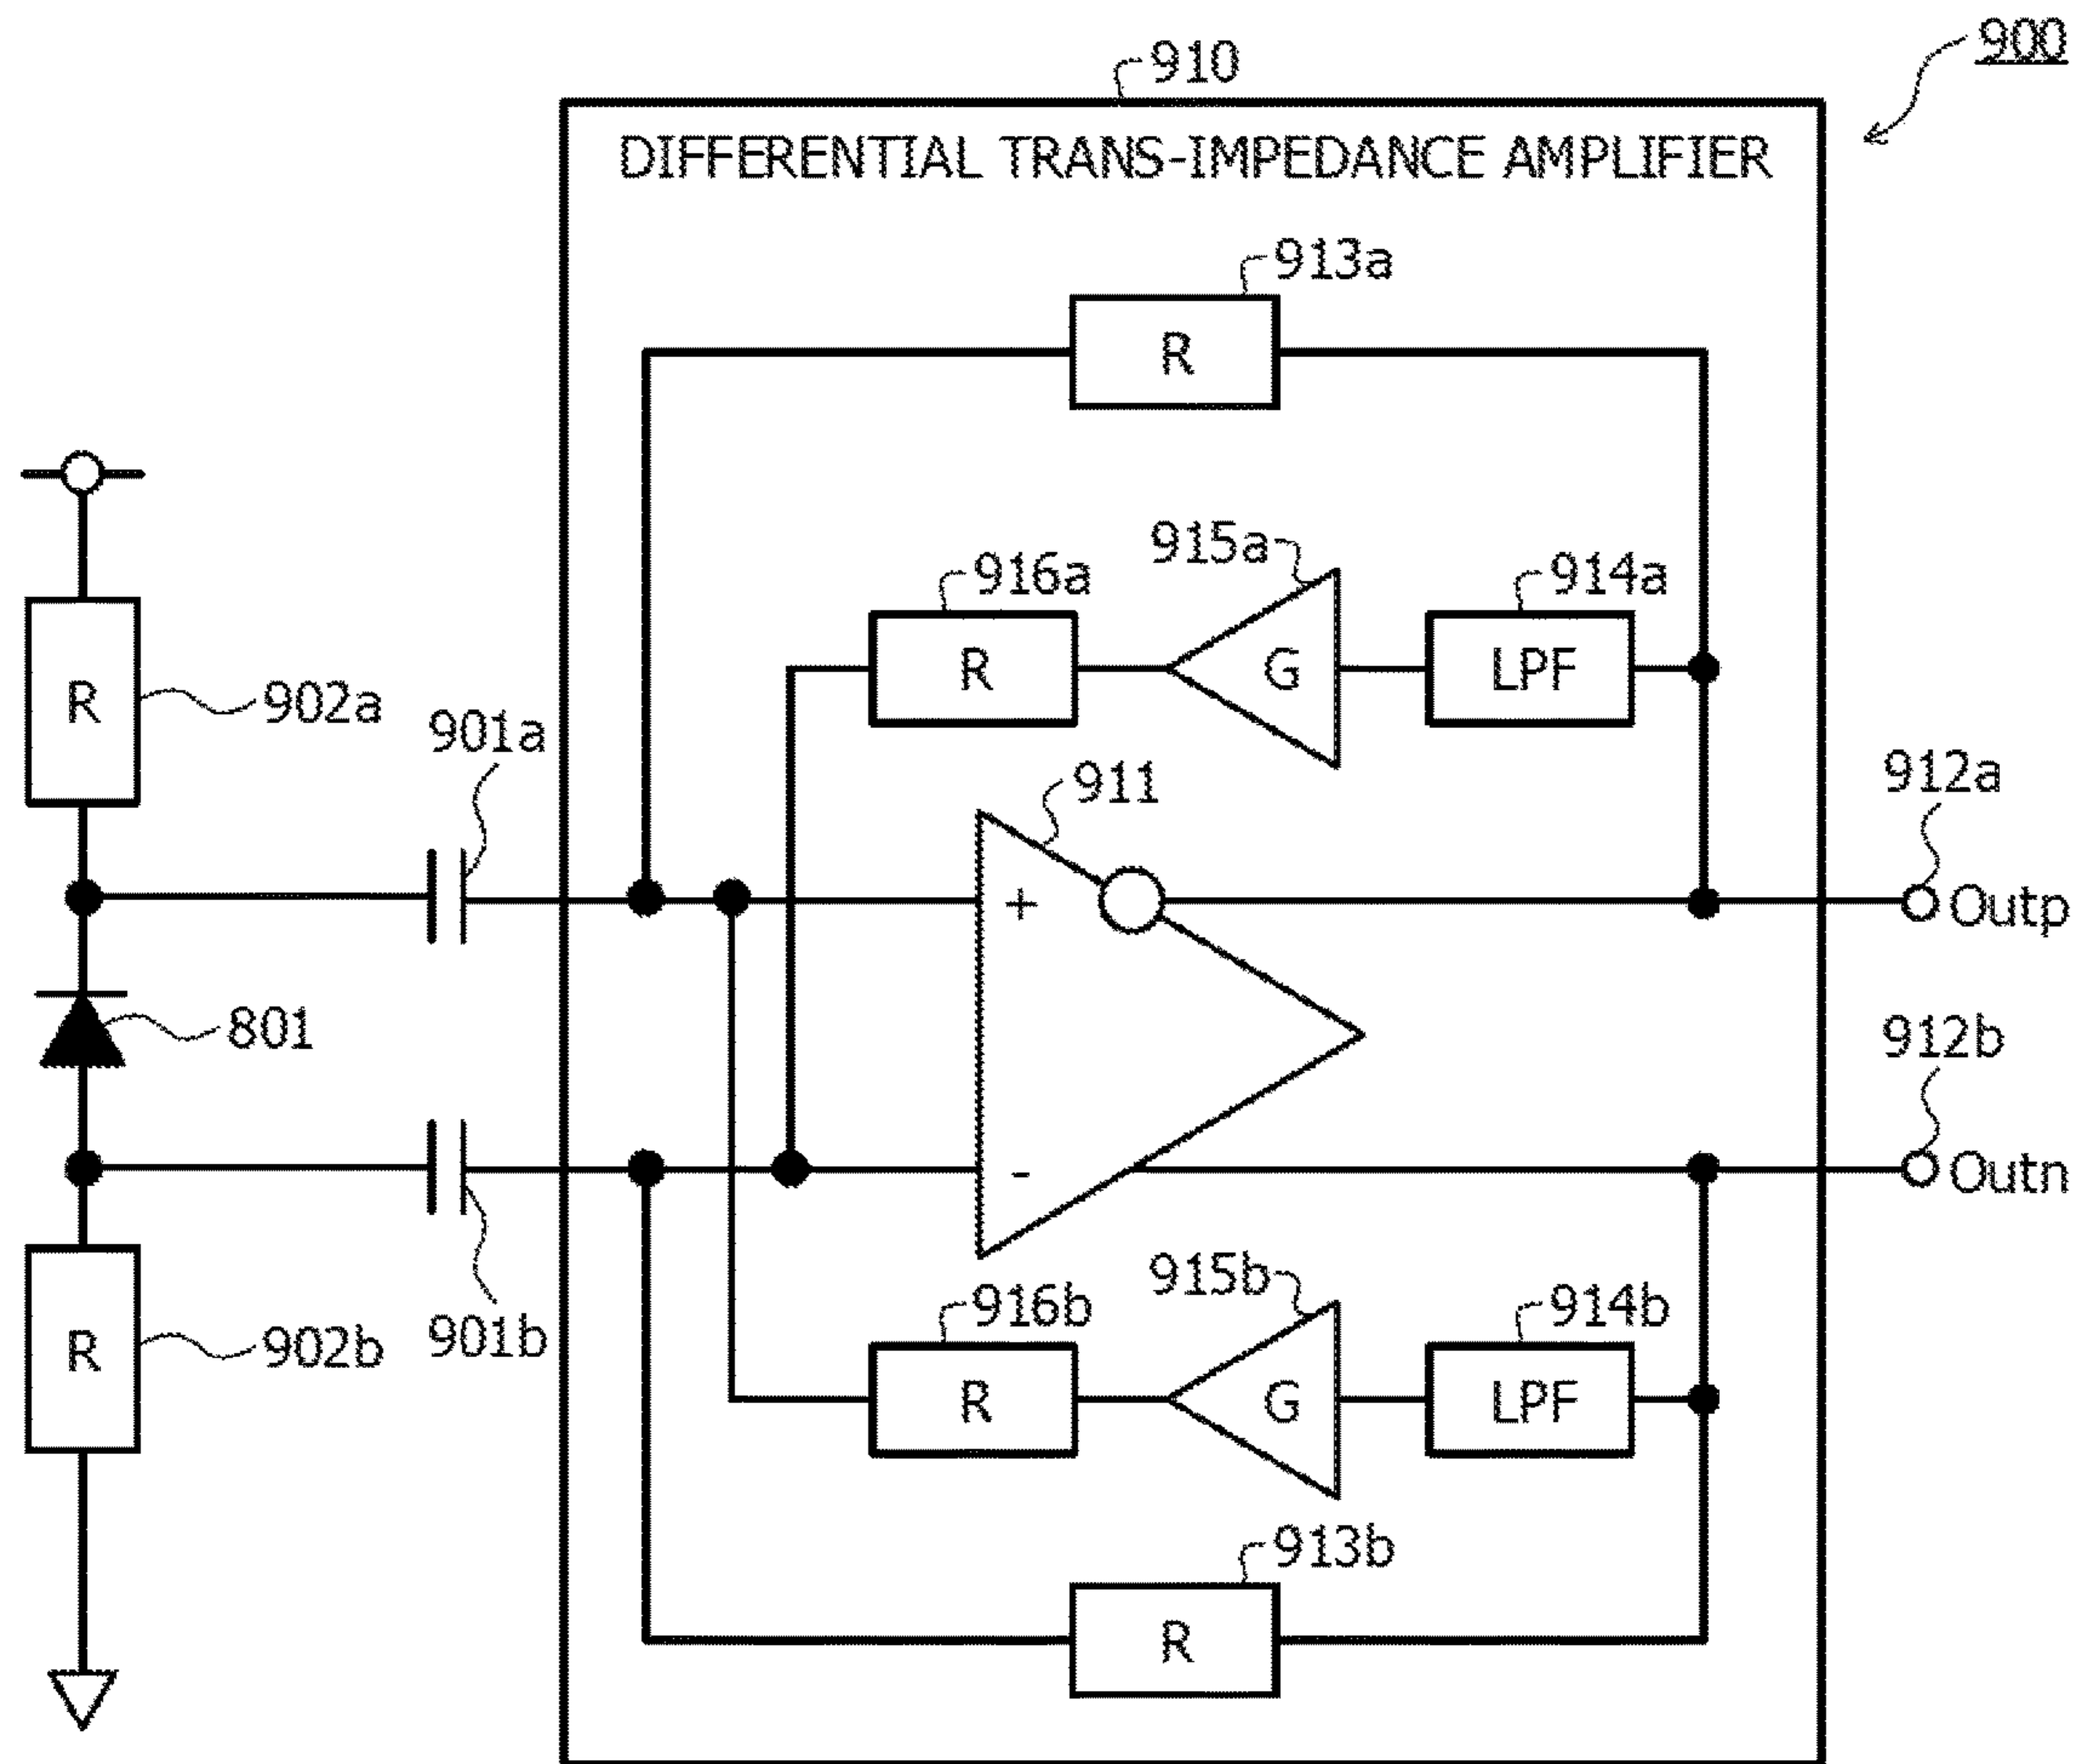 900
910
DIFFERENTIAL TRANS-IMPEDANCE AMPLIFIER
913a
R
915a
916a
914a
R
G
LPF
R
902a
901a
911
912a
+
Outp
801
912b
-
Outn
915b
916b
914b
R
902b
901b
R
G
LPF
913b
R